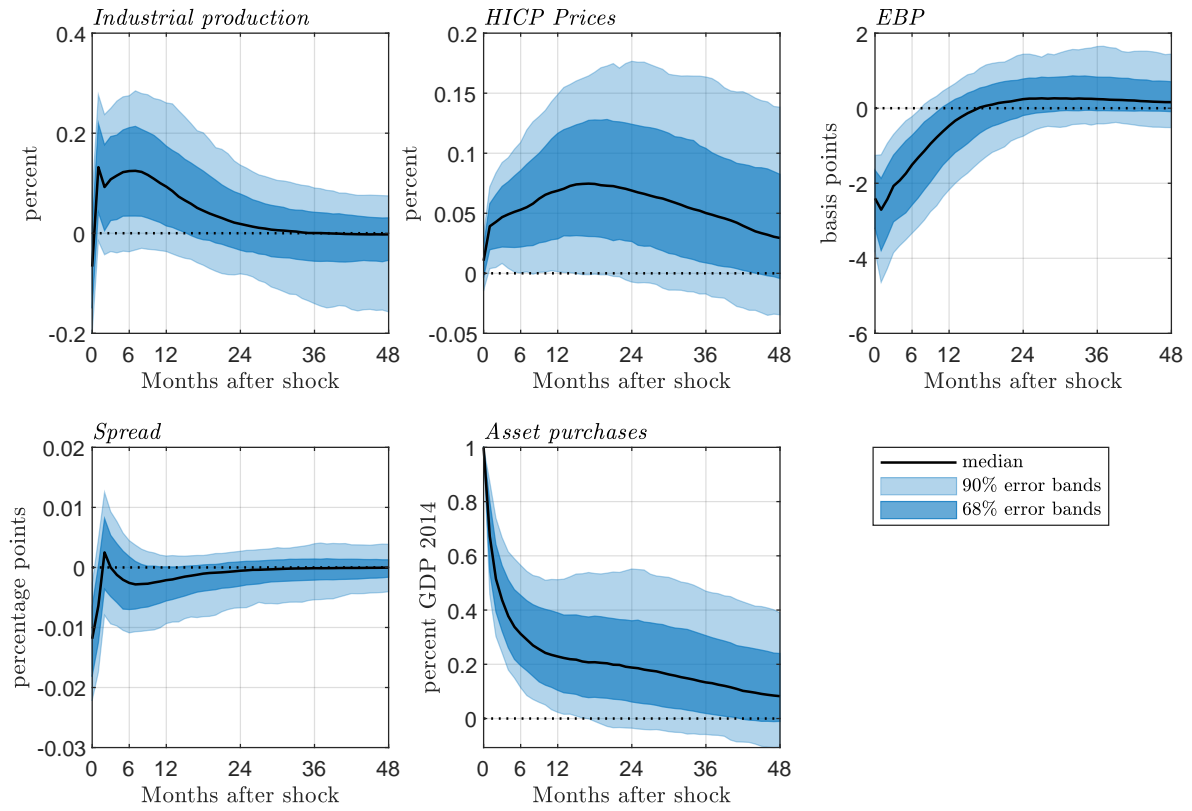 Industrial production
0.4
0.2
0
-0.2
percent
0 6 12 24 36 48
Months after shock
HICP Prices
0.2
0.15
0.1
0.05
0
-0.05
percent
0 6 12 24 36 48
Months after shock
EBP
2
0
-2
-4
-6
basis points
0 6 12 24 36 48
Months after shock
Spread
0.02
0.01
0
-0.01
-0.02
-0.03
percentage points
0 6 12 24 36 48
Months after shock
Asset purchases
1
0.8
0.6
0.4
0.2
0
percent GDP 2014
0 6 12 24 36 48
Months after shock
median
90% error bands
68% error bands